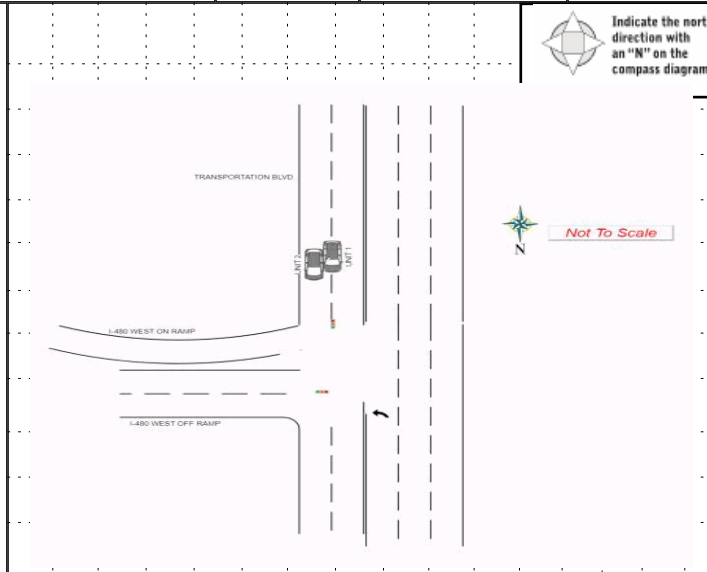 Indicate the nort
direction with
an "N" on the
compass diagram
TRANSPORTATION BLVD
Not To Scale
N
UNIT 2
UNIT 1
I-480 WEST ON RAMP
I-480 WEST OFF RAMP